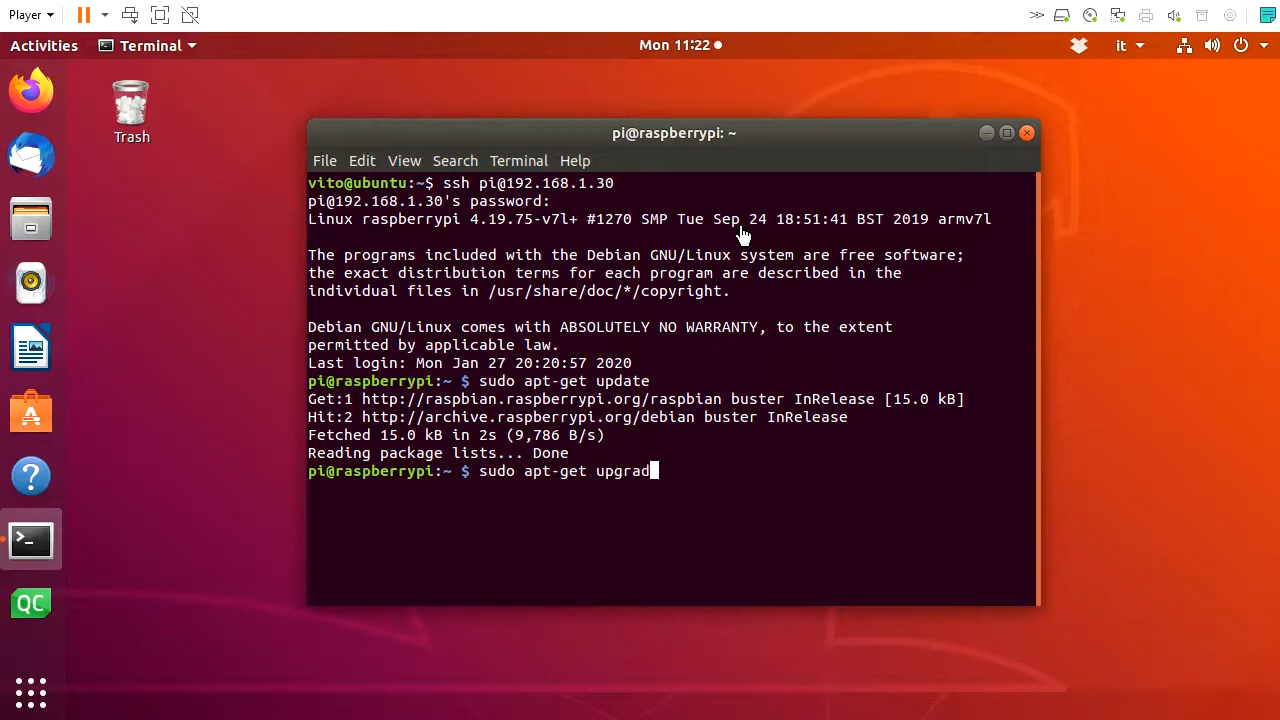 Player
Activities
Terminal
Mon 11:22
it
Trash
pi@raspberrypi: ~
File Edit View Search Terminal Help
vito@ubuntu:~$ ssh pi@192.168.1.30
pi@192.168.1.30's password:
Linux raspberrypi 4.19.75-v7l+ #1270 SMP Tue Sep 24 18:51:41 BST 2019 armv7l
The programs included with the Debian GNU/Linux system are free software;
the exact distribution terms for each program are described in the
individual files in /usr/share/doc/*/copyright.
Debian GNU/Linux comes with ABSOLUTELY NO WARRANTY, to the extent
permitted by applicable law.
Last login: Mon Jan 27 20:20:57 2020
pi@raspberrypi:~ $ sudo apt-get update
Get:1 http://raspbian.raspberrypi.org/raspbian buster InRelease [15.0 kB]
Hit:2 http://archive.raspberrypi.org/debian buster InRelease
Fetched 15.0 kB in 2s (9,786 B/s)
Reading package lists... Done
pi@raspberrypi:~ $ sudo apt-get upgrad
QC